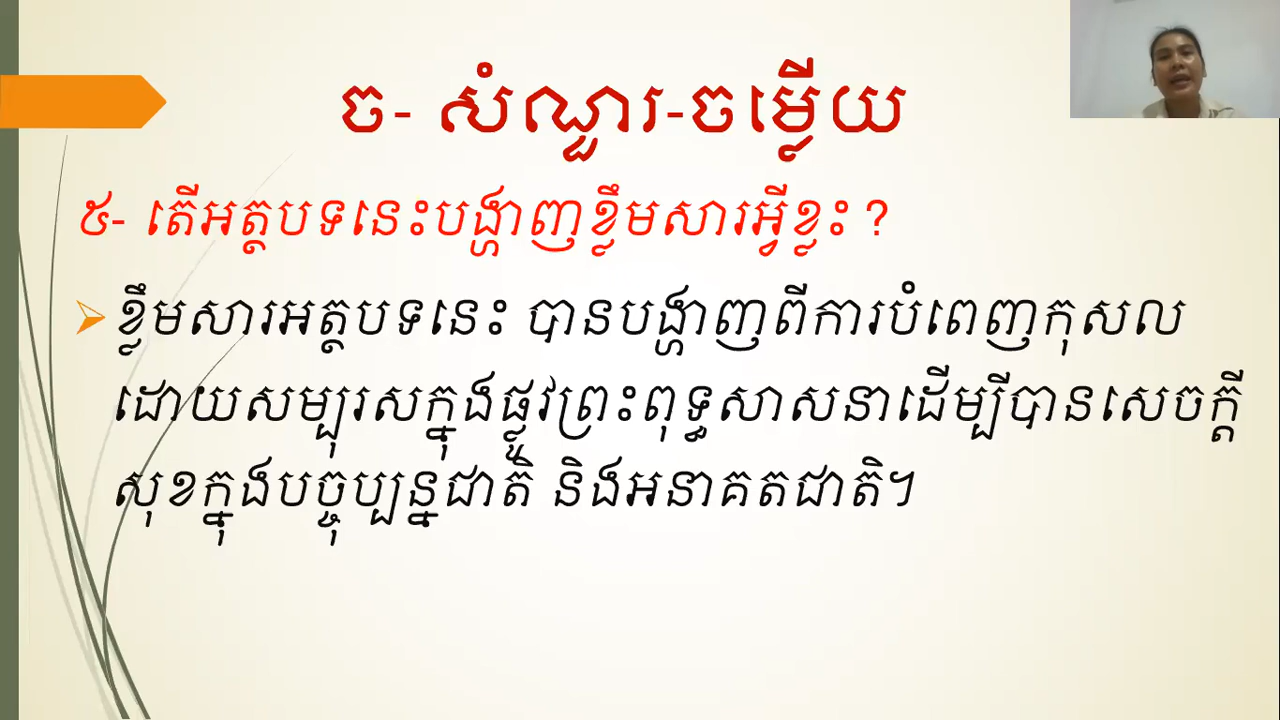 ច- សំណួរ-ចម្លើយ
៥- តើអត្ថបទនេះបង្ហាញខ្លឹមសារអ្វីខ្លះ ?
ខ្លឹមសារអត្ថបទនេះ បានបង្ហាញពីការបំពេញកុសល
ដោយសម្បុរសក្នុងផ្លូវព្រះពុទ្ធសាសនាដើម្បីបានសេចក្តី
សុខក្នុងបច្ចុប្បន្នជាតិ និងអនាគតជាតិ។